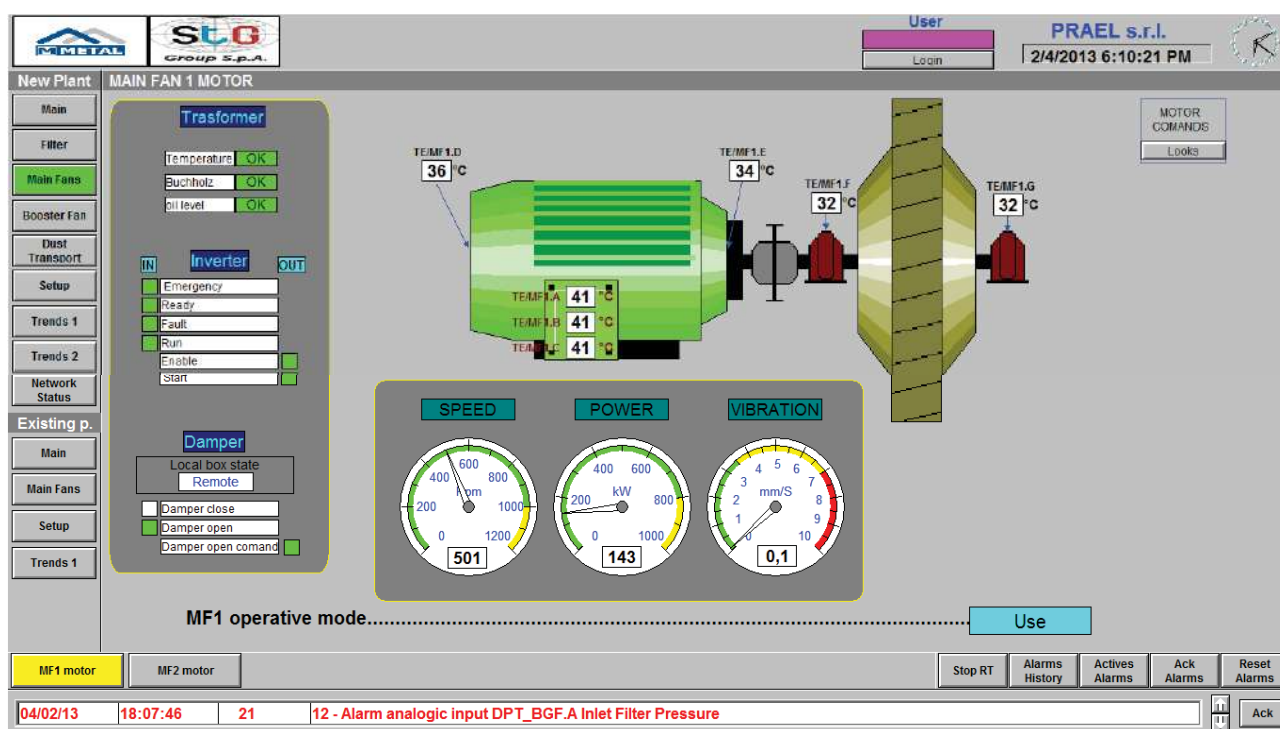 M METAL
STG
Group S.p.A.
User
Login
PRAEL s.r.l.
2/4/2013 6:10:21 PM
New Plant
MAIN FAN 1 MOTOR
Main
Filter
Main Fans
Booster Fan
Dust
Transport
Setup
Trends 1
Trends 2
Network
Status
Existing p.
Main
Main Fans
Setup
Trends 1
Trasformer
Temperature OK
Buchholz OK
oil level OK
IN Inverter OUT
Emergency
Ready
Fault
Run
Enable
Start
Damper
Local box state
Remote
Damper close
Damper open
Damper open comand
TE/MF1.D
36 °C
TE/MF1.E
34 °C
TE/MF1.F
32 °C
TE/MF1.G
32 °C
TE/MF1.A 41 °C
TE/MF1.B 41 °C
TE/MF1.C 41 °C
MOTOR
COMANDS
Looks
SPEED
0 200 400 600 800 1000 1200
rpm
501
POWER
0 200 400 600 800 1000
kW
143
VIBRATION
0 1 2 3 4 5 6 7 8 9 10
mm/S
0,1
MF1 operative mode.......... Use
MF1 motor
MF2 motor
Stop RT
Alarms
History
Actives
Alarms
Ack
Alarms
Reset
Alarms
04/02/13 18:07:46 21 12 - Alarm analogic input DPT_BGF.A Inlet Filter Pressure
Ack